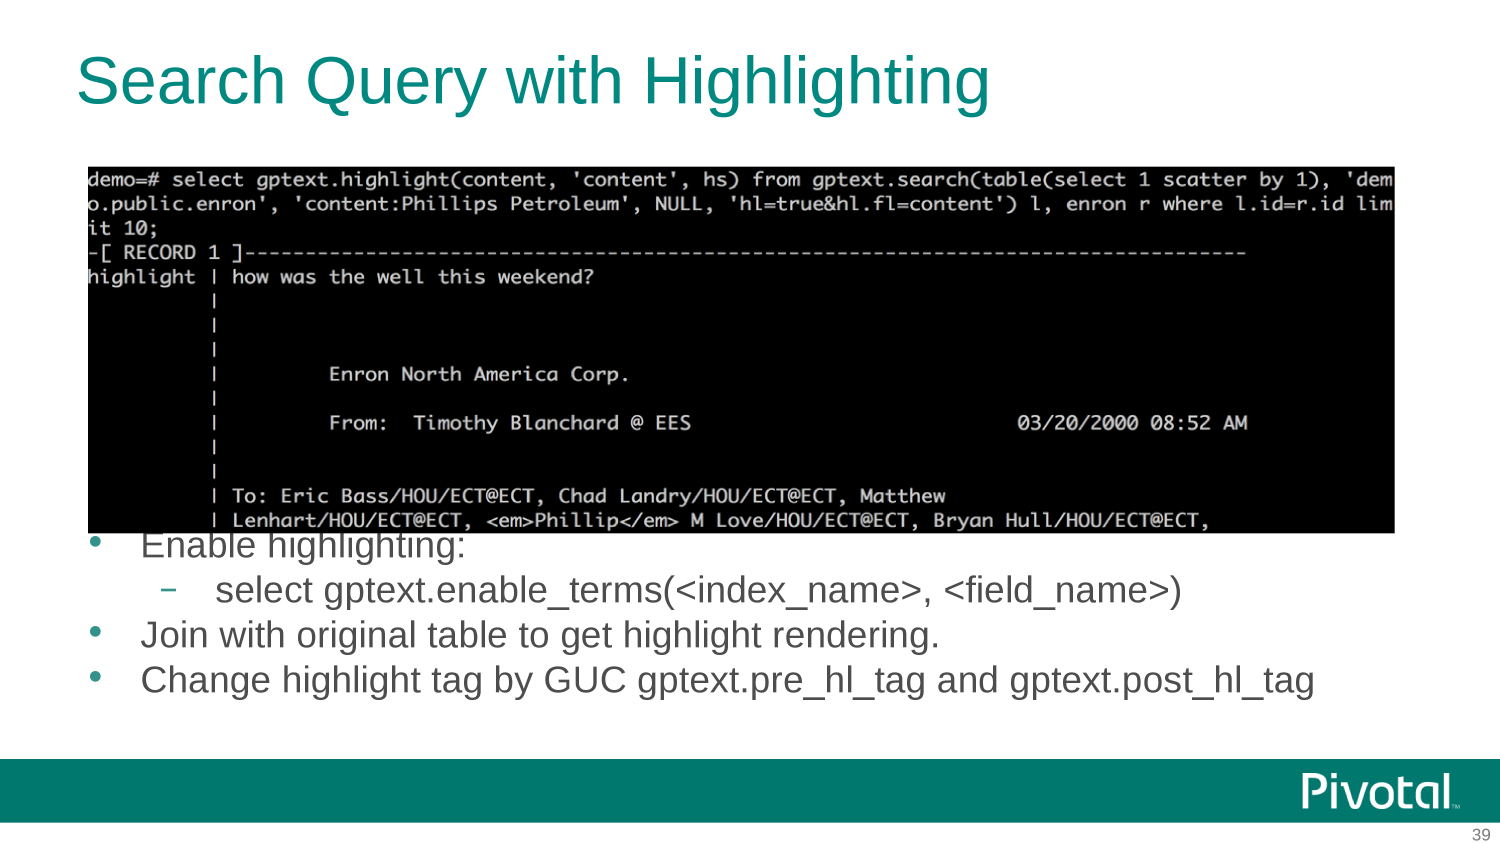 Search Query with Highlighting
demo=# select gptext.highlight(content, 'content', hs) from gptext.search(table(select 1 scatter by 1), 'dem
o.public.enron', 'content:Phillips Petroleum', NULL, 'hl=true&hl.fl=content') l, enron r where l.id=r.id lim
it 10;
-[ RECORD 1 ]-----------------------------------------------------------------------------------
highlight | how was the well this weekend?
|
|
|
| Enron North America Corp.
|
| From:  Timothy Blanchard @ EES                           03/20/2000 08:52 AM
|
|
| To: Eric Bass/HOU/ECT@ECT, Chad Landry/HOU/ECT@ECT, Matthew
| Lenhart/HOU/ECT@ECT, <em>Phillip</em> M Love/HOU/ECT@ECT, Bryan Hull/HOU/ECT@ECT,
• Enable highlighting:
– select gptext.enable_terms(<index_name>, <field_name>)
• Join with original table to get highlight rendering.
• Change highlight tag by GUC gptext.pre_hl_tag and gptext.post_hl_tag
Pivotal™
39